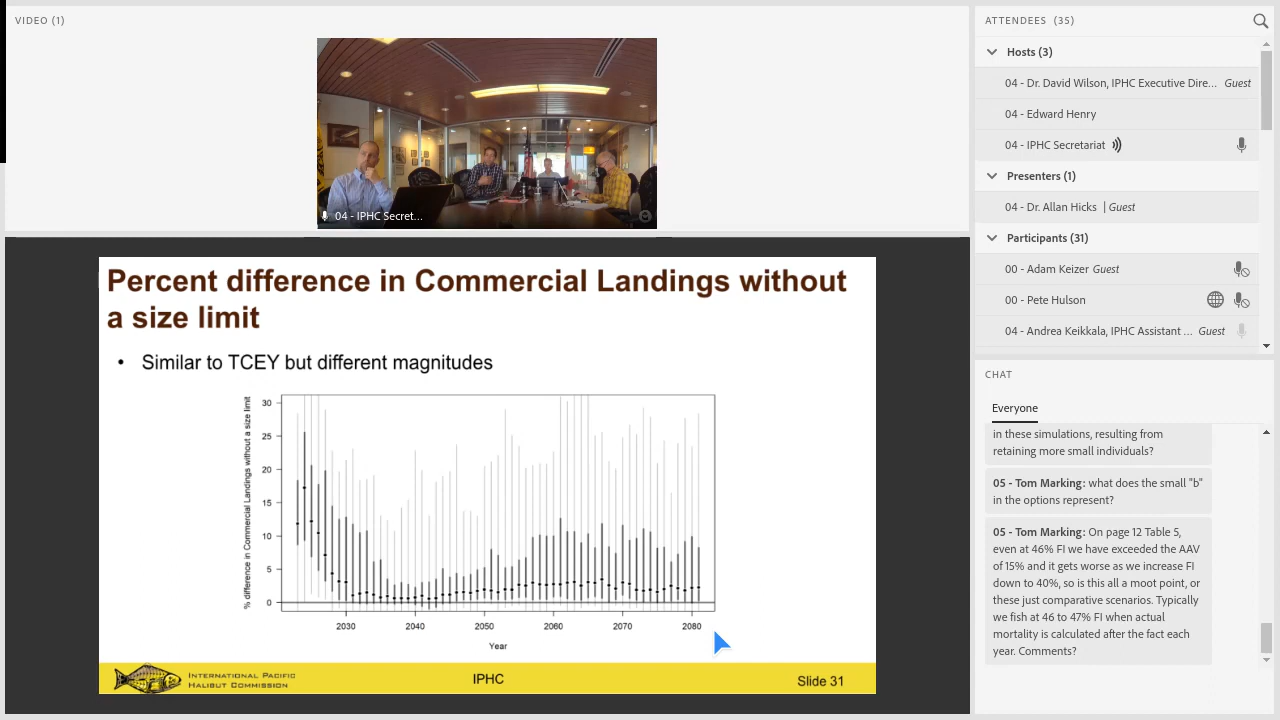 VIDEO (1)
04 - IPHC Secret...
Percent difference in Commercial Landings without
a size limit
• Similar to TCEY but different magnitudes
% difference in Commercial Landings without a size limit
30
25
20
15
10
5
0
2030 2040 2050 2060 2070 2080
Year
INTERNATIONAL PACIFIC
HALIBUT COMMISSION
IPHC
Slide 31
ATTENDEES (35)
Hosts (3)
04 - Dr. David Wilson, IPHC Executive Dire... Guest
04 - Edward Henry
04 - IPHC Secretariat
Presenters (1)
04 - Dr. Allan Hicks | Guest
Participants (31)
00 - Adam Keizer Guest
00 - Pete Hulson
04 - Andrea Keikkala, IPHC Assistant ... Guest
CHAT
Everyone
in these simulations, resulting from
retaining more small individuals?
05 - Tom Marking: what does the small "b"
in the options represent?
05 - Tom Marking: On page 12 Table 5,
even at 46% FI we have exceeded the AAV
of 15% and it gets worse as we increase FI
down to 40%, so is this a moot point, or
these just comparative scenarios. Typically
we fish at 46 to 47% FI when actual
mortality is calculated after the fact each
year. Comments?